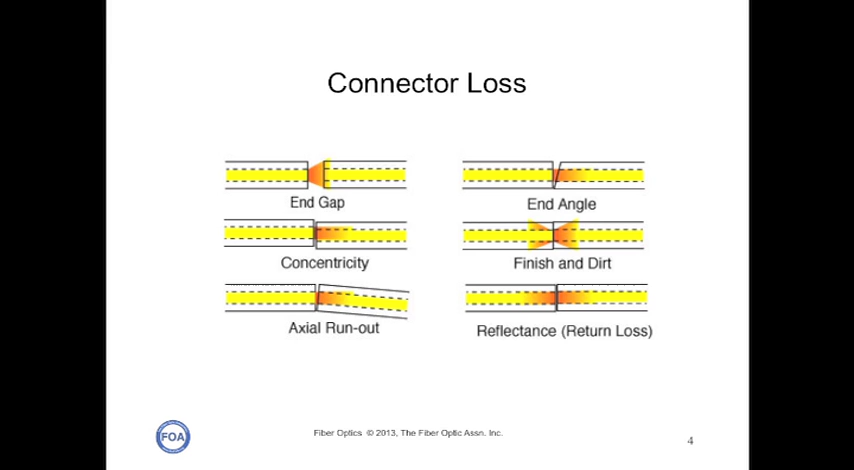 Connector Loss
End Gap
End Angle
Concentricity
Finish and Dirt
Axial Run-out
Reflectance (Return Loss)
FOA
Fiber Optics © 2013, The Fiber Optic Assn. Inc.
4